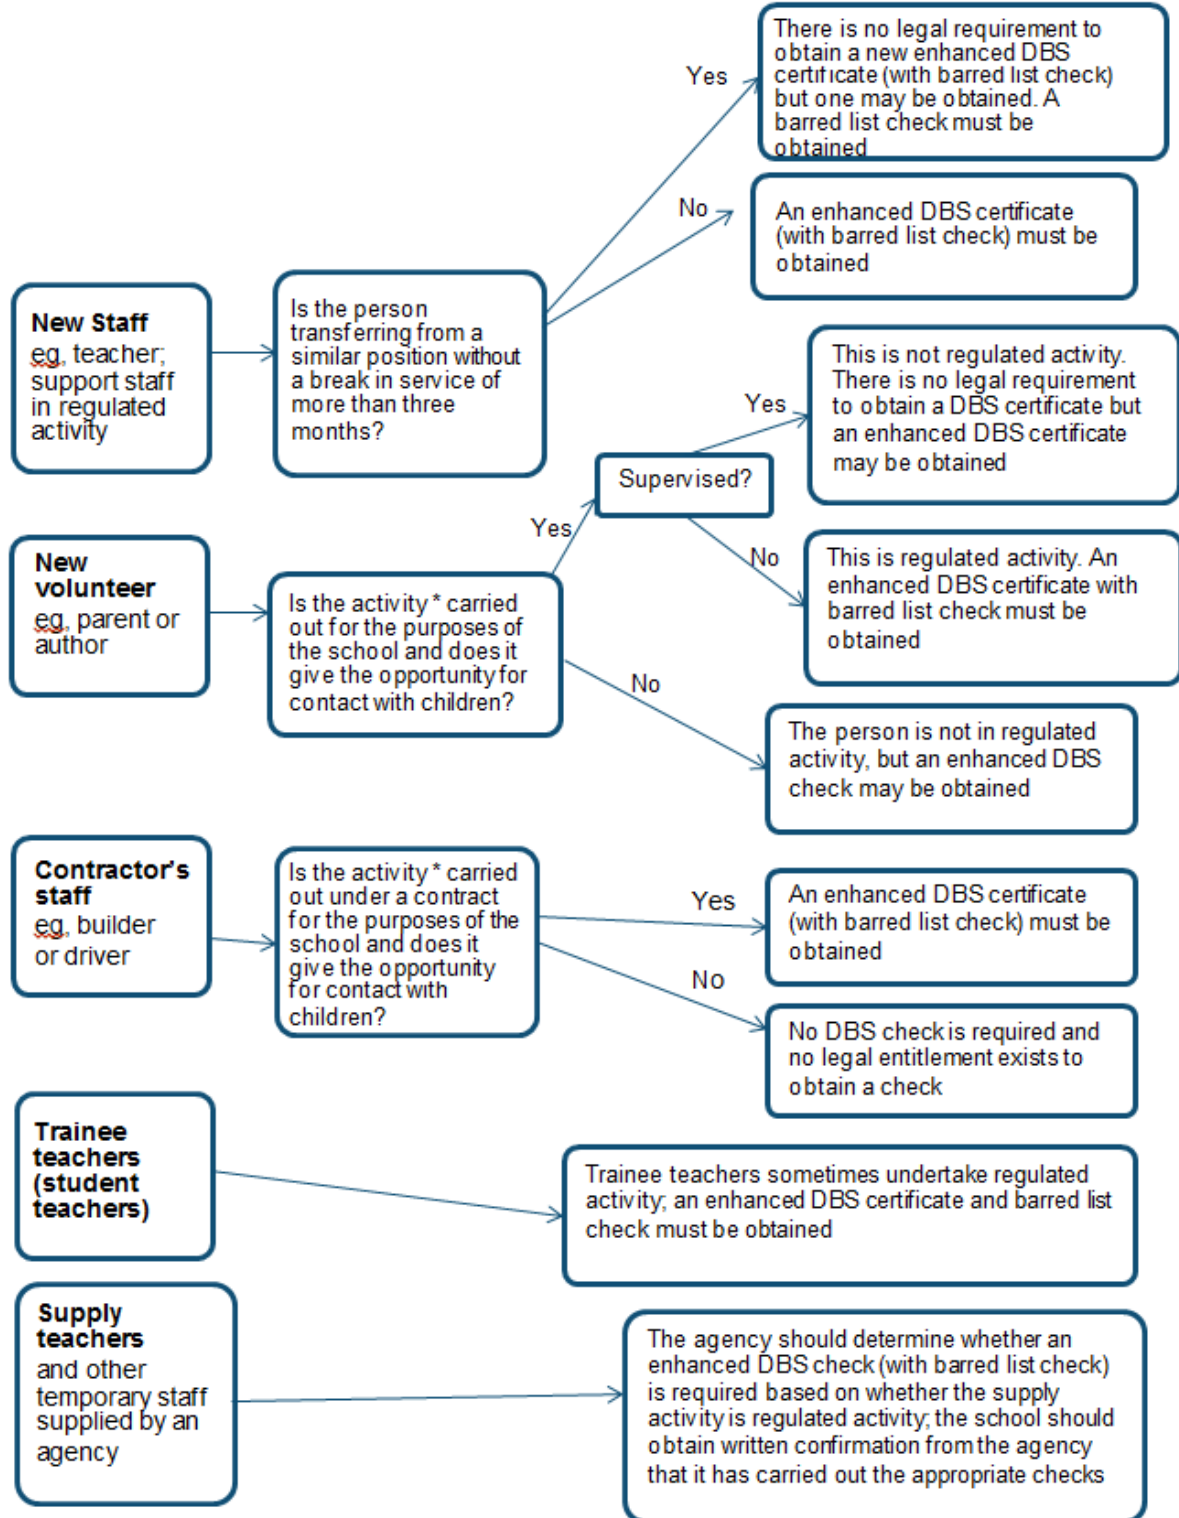 There is no legal requirement to
obtain a new enhanced DBS
certificate (with barred list check)
but one may be obtained. A
barred list check must be
obtained
Yes
No
An enhanced DBS certificate
(with barred list check) must be
obtained
New Staff
eg, teacher;
support staff
in regulated
activity
Is the person
transferring from a
similar position without
a break in service of
more than three
months?
This is not regulated activity.
There is no legal requirement
to obtain a DBS certificate but
an enhanced DBS certificate
may be obtained
Yes
Supervised?
Yes
No
This is regulated activity. An
enhanced DBS certificate with
barred list check must be
obtained
New
volunteer
eg, parent or
author
Is the activity * carried
out for the purposes of
the school and does it
give the opportunity for
contact with children?
No
The person is not in regulated
activity, but an enhanced DBS
check may be obtained
Contractor's
staff
eg, builder
or driver
Is the activity * carried
out under a contract
for the purposes of the
school and does it
give the opportunity
for contact with
children?
Yes
An enhanced DBS certificate
(with barred list check) must be
obtained
No
No DBS check is required and
no legal entitlement exists to
obtain a check
Trainee
teachers
(student
teachers)
Trainee teachers sometimes undertake regulated
activity; an enhanced DBS certificate and barred list
check must be obtained
Supply
teachers
and other
temporary staff
supplied by an
agency
The agency should determine whether an
enhanced DBS check (with barred list check)
is required based on whether the supply
activity is regulated activity; the school should
obtain written confirmation from the agency
that it has carried out the appropriate checks